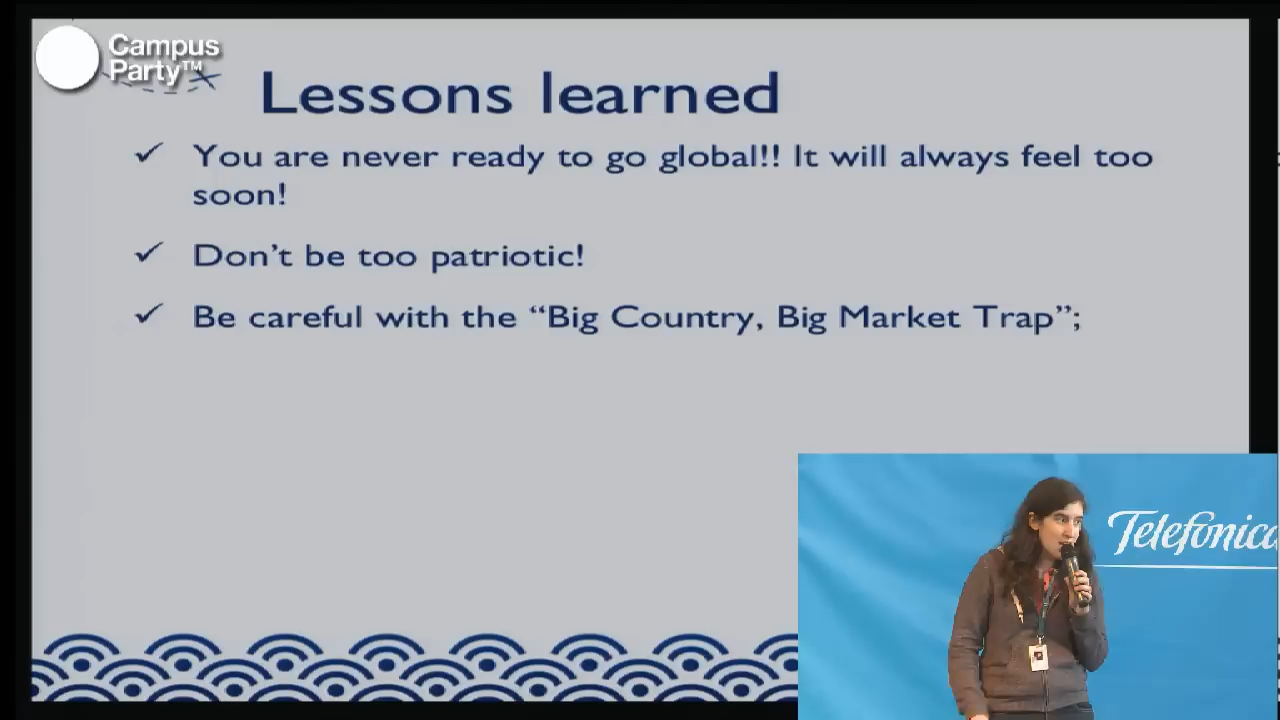 Campus
Party™
Lessons learned
✓ You are never ready to go global!! It will always feel too
soon!
✓ Don't be too patriotic!
✓ Be careful with the “Big Country, Big Market Trap”;
Telefónica